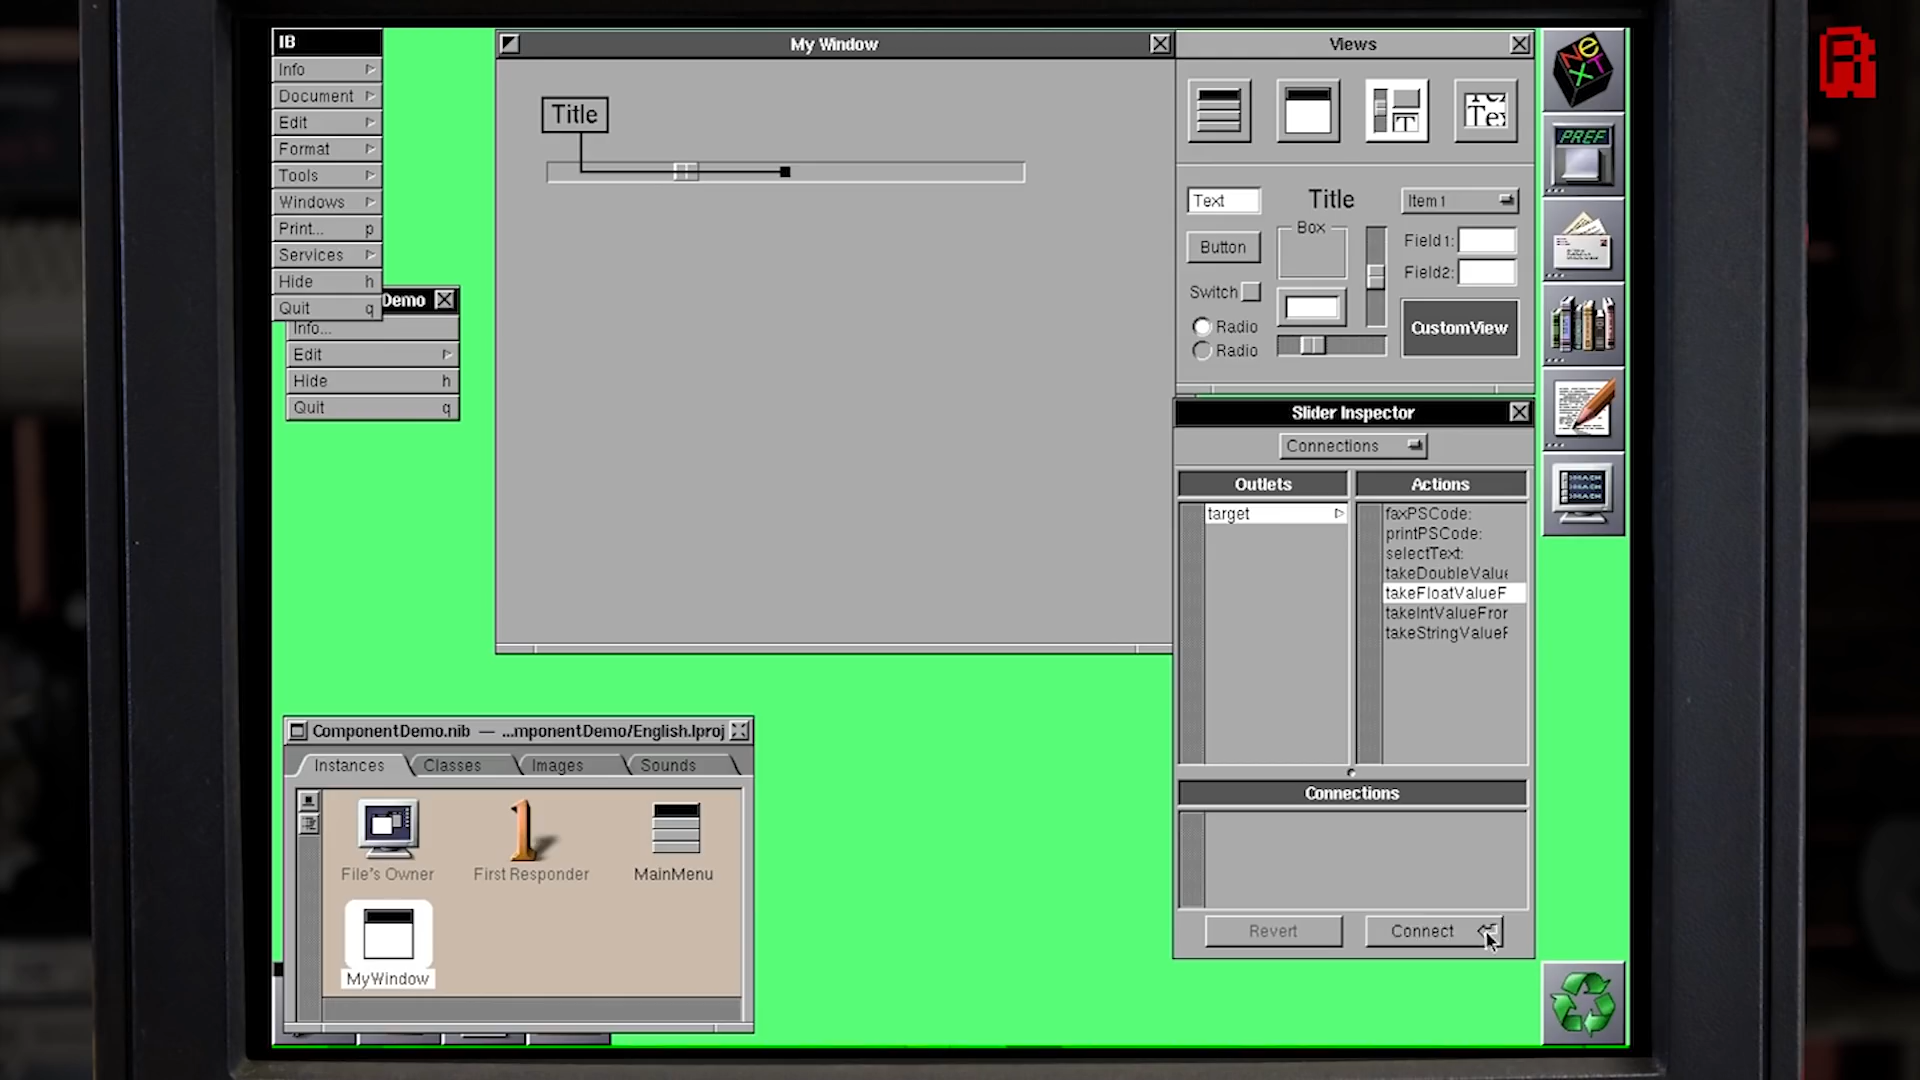 IB
Info
Document
Edit
Format
Tools
Windows
Print... p
Services
Hide h
Quit q
Demo
Info...
Edit
Hide h
Quit q
My Window
Title
Views
Te
Text
Title
Item1
Button
Box
Field1:
Field2:
Switch
Radio
Radio
CustomView
Slider Inspector
Connections
Outlets
Actions
target
faxPSCode:
printPSCode:
selectText:
takeDoubleValue
takeFloatValueF
takeIntValueFror
takeStringValueF
Connections
Revert
Connect
ComponentDemo.nib — ...mponentDemo/English.lproj
Instances
Classes
Images
Sounds
File's Owner
First Responder
MainMenu
MyWindow
NeXT
PREF